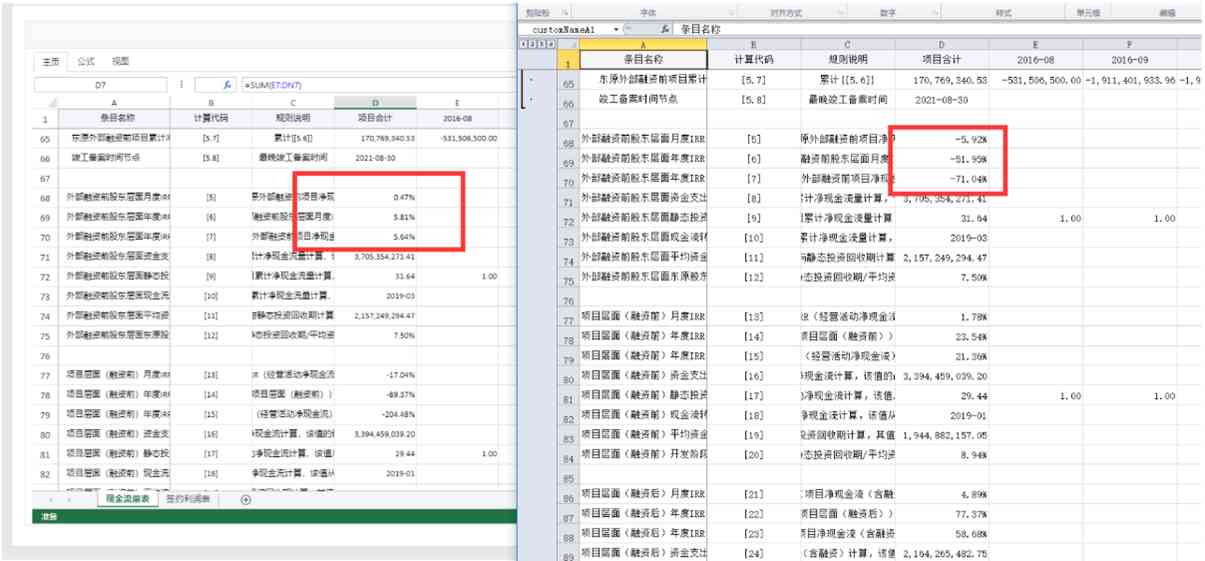 主页 公式 视图
D7 fx =SUM(E7:DN7)
A B C D E
1 条目名称 计算代码 规则说明 项目合计 2016-08
65 东原外部融资前项目累计 [5.7] 累计{[5.6]} 170,769,340.53 -531,506,500.00
66 竣工备案时间节点 [5.8] 最晚竣工备案时间 2021-08-30
67
68 外部融资前股东层面月度IRR [5] 原外部融资前项目净现 0.47%
69 外部融资前股东层面年度IRR [6] 融资前股东层面月度 5.81%
70 外部融资前股东层面年度IRR [7] 外部融资前项目净现金 5.64%
71 外部融资前股东层面资金支 [8] 计净现金流量计算, 3,705,354,271.41
72 外部融资前股东层面静态投 [9] 累计净现金流量计算, 31.64 1.00
73 外部融资前股东层面现金流 [10] 累计净现金流量计算, 2019-03
74 外部融资前股东层面平均资 [11] 静态投资回收期计算 2,157,249,294.47
75 外部融资前股东层面东原股 [12] 态投资回收期/平均资 7.50%
76
77 项目层面（融资前）月度IRR [13] （经营活动净现金流 -17.04%
78 项目层面（融资前）年度IRR [14] 项目层面（融资前）） -89.37%
79 项目层面（融资前）年度IRR [15] （经营活动净现金流） -204.48%
80 项目层面（融资前）资金支 [16] 现金流计算，该值的 3,394,459,039.20
81 项目层面（融资前）静态投 [17] 净现金流计算，该值 29.44 1.00
82 项目层面（融资前）现金流 [18] 净现金流计算，该值从 2019-01
现金流量表 签约利润表
准备
剪贴板 字体 对齐方式 数字 样式 单元格 编辑
customNameA1 fx 条目名称
1 2 3 4 A B C D E F
1 条目名称 计算代码 规则说明 项目合计 2016-08 2016-09
65 东原外部融资前项目累计 [5.7] 累计{[5.6]} 170,769,340.53 -531,506,500.00 -1,911,401,933.96 -1,9
66 竣工备案时间节点 [5.8] 最晚竣工备案时间 2021-08-30
67
68 外部融资前股东层面月度IRR [5] 原外部融资前项目净 -5.92%
69 外部融资前股东层面年度IRR [6] 融资前股东层面月度 -51.95%
70 外部融资前股东层面年度IRR [7] 外部融资前项目净现 -71.04%
71 外部融资前股东层面资金支出 [8] 计净现金流量计算, 3,705,354,271.41
72 外部融资前股东层面静态投资 [9] 累计净现金流量计算 31.64 1.00 1.00
73 外部融资前股东层面现金流转 [10] 累计净现金流量计算, 2019-03
74 外部融资前股东层面平均资金 [11] 静态投资回收期计算 2,157,249,294.47
75 外部融资前股东层面东原股东 [12] 态投资回收期/平均资 7.50%
76
77 项目层面（融资前）月度IRR [13] （经营活动净现金流） 1.78%
78 项目层面（融资前）年度IRR [14] 项目层面（融资前）） 23.54%
79 项目层面（融资前）年度IRR [15] （经营活动净现金流） 21.36%
80 项目层面（融资前）资金支出 [16] 现金流计算，该值的 3,394,459,039.20
81 项目层面（融资前）静态投资 [17] 净现金流计算，该值 29.44 1.00 1.00
82 项目层面（融资前）现金流转 [18] 净现金流计算，该值从 2019-01
83 项目层面（融资前）平均资金 [19] 投资回收期计算，其值 1,944,882,157.05
84 项目层面（融资前）开发阶段 [20] 态投资回收期/平均资 8.94%
85
86 项目层面（融资后）月度IRR [21] 项目净现金流（含融 4.89%
87 项目层面（融资后）年度IRR [22] 项目层面（融资后）） 77.37%
88 项目层面（融资后）年度IRR [23] 项目净现金流（含融资 58.68%
89 项目层面（融资后）资金支出 [24] （含融资）计算，该值 2,164,265,482.75